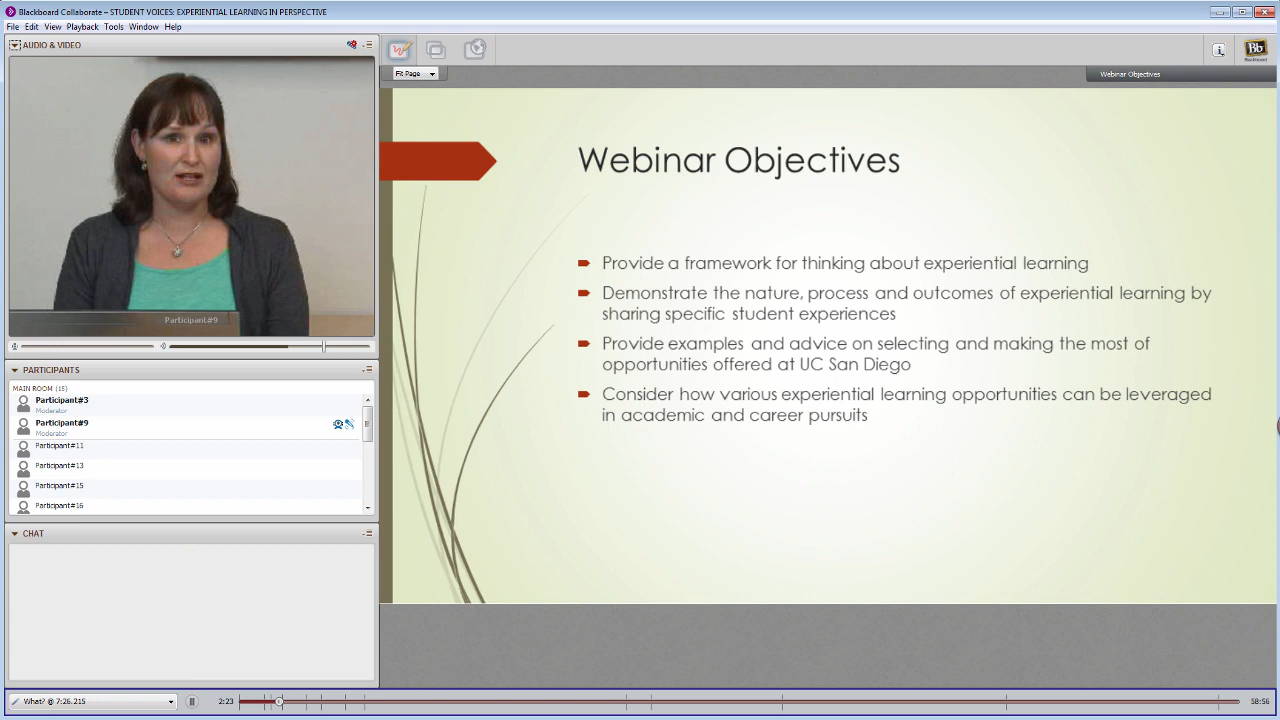 Blackboard Collaborate – STUDENT VOICES: EXPERIENTIAL LEARNING IN PERSPECTIVE
File Edit View Playback Tools Window Help
AUDIO & VIDEO
Participant#9
PARTICIPANTS
MAIN ROOM (15)
Participant#3
Moderator
Participant#9
Moderator
Participant#11
Participant#13
Participant#15
Participant#16
CHAT
What? @ 7:26.215
2:23
58:56
Fit Page
Bb
Blackboard
Webinar Objectives
Webinar Objectives
Provide a framework for thinking about experiential learning
Demonstrate the nature, process and outcomes of experiential learning by
sharing specific student experiences
Provide examples and advice on selecting and making the most of
opportunities offered at UC San Diego
Consider how various experiential learning opportunities can be leveraged
in academic and career pursuits